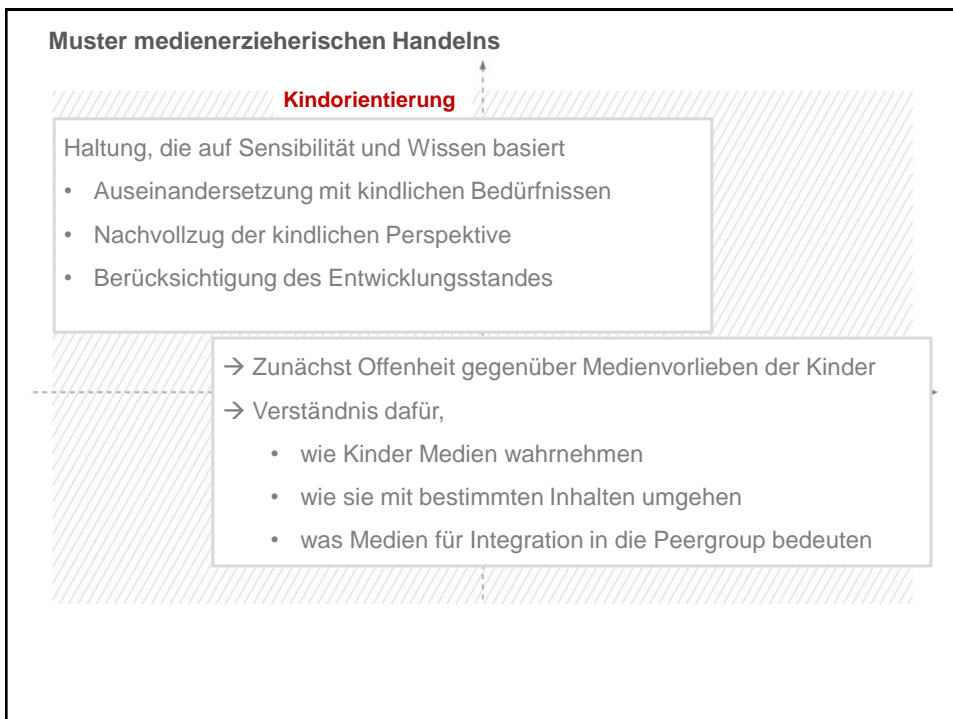 Muster medienerzieherischen Handelns
Kindorientierung
Haltung, die auf Sensibilität und Wissen basiert
• Auseinandersetzung mit kindlichen Bedürfnissen
• Nachvollzug der kindlichen Perspektive
• Berücksichtigung des Entwicklungsstandes
→ Zunächst Offenheit gegenüber Medienvorlieben der Kinder
→ Verständnis dafür,
• wie Kinder Medien wahrnehmen
• wie sie mit bestimmten Inhalten umgehen
• was Medien für Integration in die Peergroup bedeuten